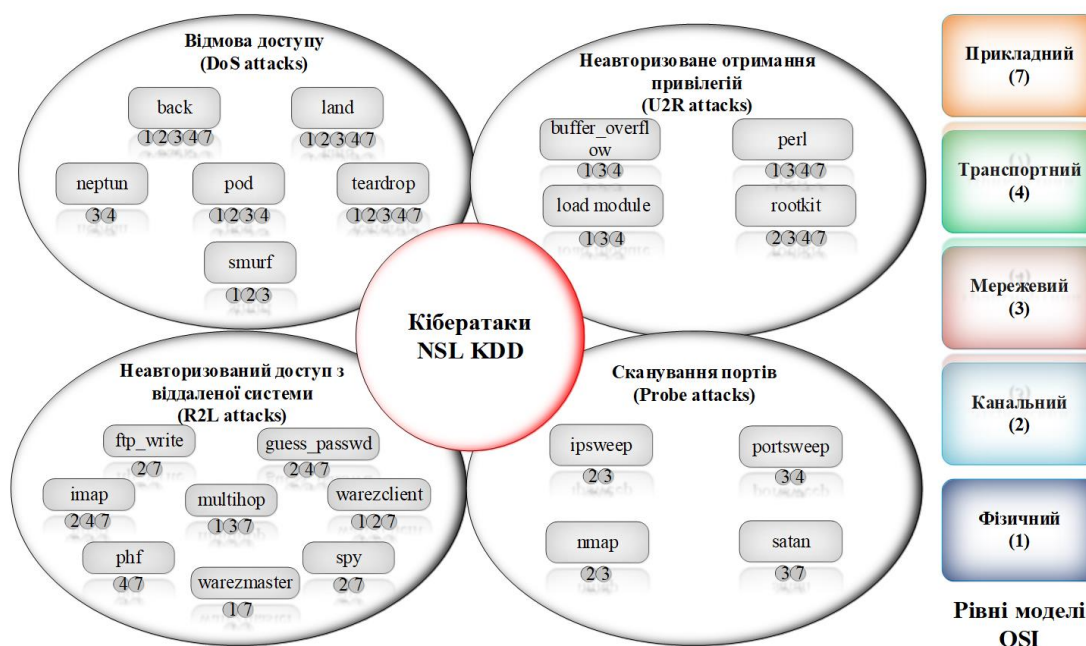 Відмова доступу
(DoS attacks)
back
1 2 3 4 7
land
1 2 3 4 7
neptun
3 4
pod
1 2 3 4
teardrop
1 2 3 4 7
smurf
1 2 3
Неавторизоване отримання
привілегій
(U2R attacks)
buffer_overfl
ow
1 3 4
perl
1 3 4 7
load module
1 3 4
rootkit
2 3 4 7
Кібератаки
NSL KDD
Неавторизований доступ з
віддаленої системи
(R2L attacks)
ftp_write
2 7
guess_passwd
2 4 7
imap
2 4 7
multihop
1 3 7
warezclient
1 2 7
phf
4 7
warezmaster
1 7
spy
2 7
Сканування портів
(Probe attacks)
ipsweep
2 3
portsweep
3 4
nmap
2 3
satan
3 7
Прикладний
(7)
Транспортний
(4)
Мережевий
(3)
Канальний
(2)
Фізичний
(1)
Рівні моделі
OSI